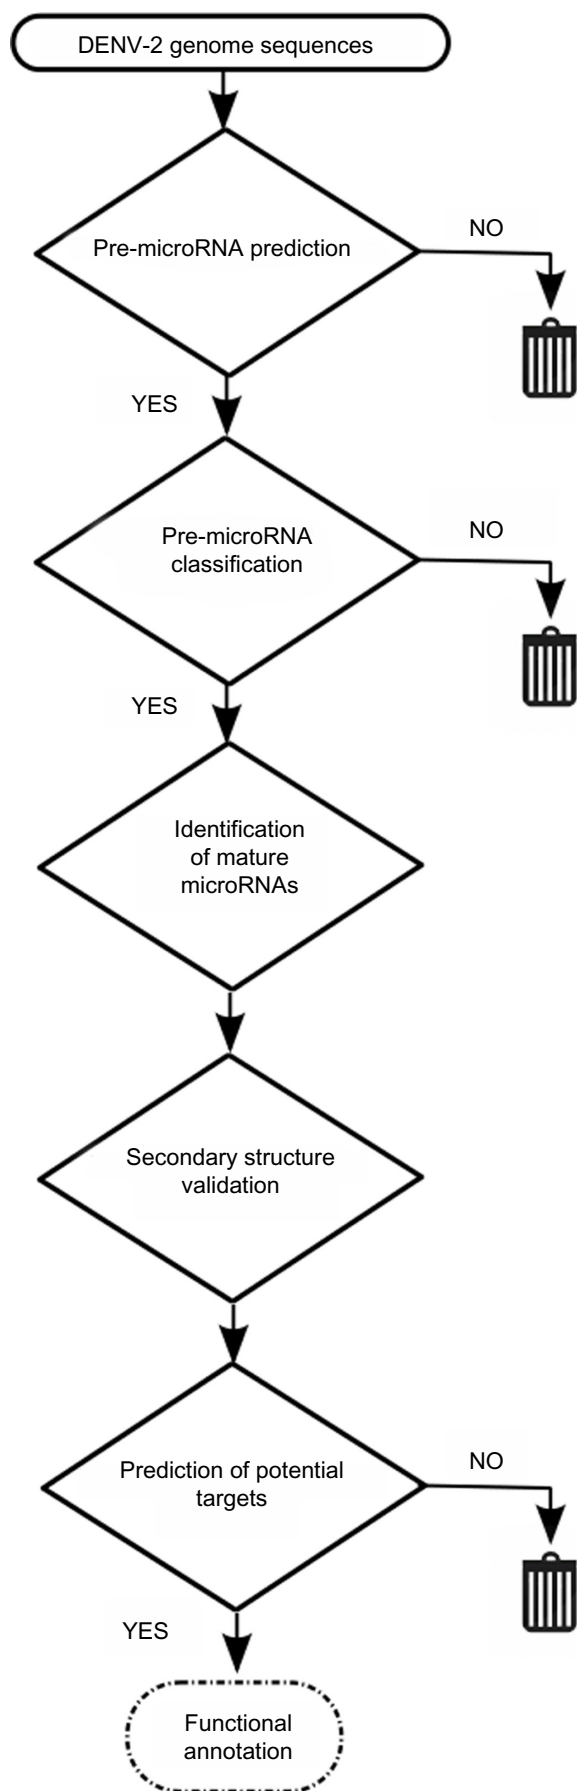 DENV-2 genome sequences
Pre-microRNA prediction
NO
YES
Pre-microRNA
classification
NO
YES
Identification
of mature
microRNAs
Secondary structure
validation
Prediction of potential
targets
NO
YES
Functional
annotation